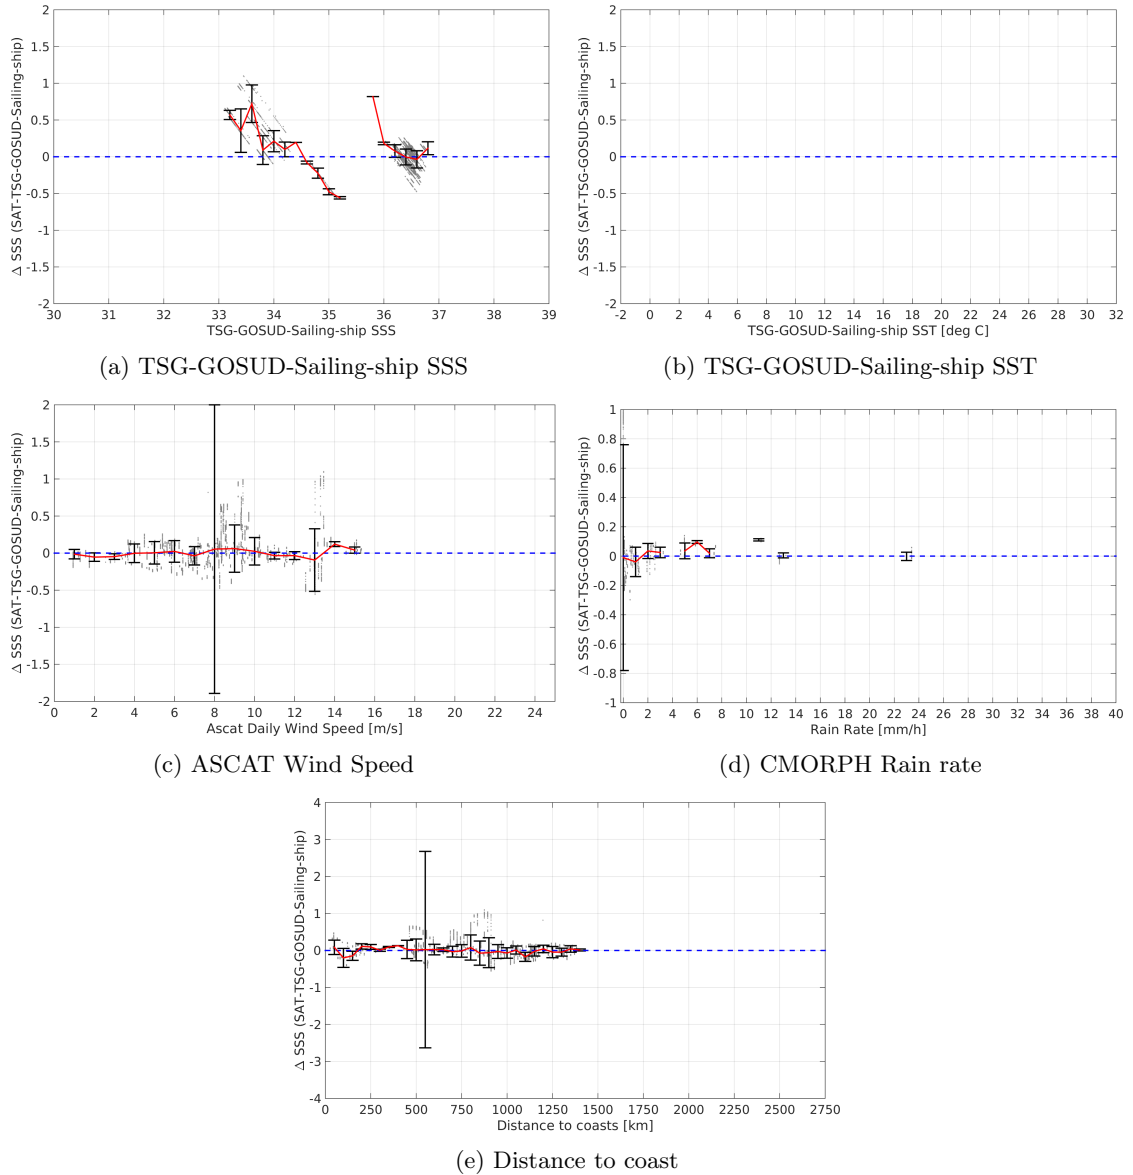 2
1.5
1
0.5
0
-0.5
-1
-1.5
-2
30 31 32 33 34 35 36 37 38 39
Δ SSS (SAT-TSG-GOSUD-Sailing-ship)
TSG-GOSUD-Sailing-ship SSS
(a) TSG-GOSUD-Sailing-ship SSS
2
1.5
1
0.5
0
-0.5
-1
-1.5
-2
-2 0 2 4 6 8 10 12 14 16 18 20 22 24 26 28 30 32
Δ SSS (SAT-TSG-GOSUD-Sailing-ship)
TSG-GOSUD-Sailing-ship SST [deg C]
(b) TSG-GOSUD-Sailing-ship SST
2
1.5
1
0.5
0
-0.5
-1
-1.5
-2
0 2 4 6 8 10 12 14 16 18 20 22 24
Δ SSS (SAT-TSG-GOSUD-Sailing-ship)
Ascat Daily Wind Speed [m/s]
(c) ASCAT Wind Speed
1
0.8
0.6
0.4
0.2
0
-0.2
-0.4
-0.6
-0.8
-1
0 2 4 6 8 10 12 14 16 18 20 22 24 26 28 30 32 34 36 38 40
Δ SSS (SAT-TSG-GOSUD-Sailing-ship)
Rain Rate [mm/h]
(d) CMORPH Rain rate
4
3
2
1
0
-1
-2
-3
-4
0 250 500 750 1000 1250 1500 1750 2000 2250 2500 2750
Δ SSS (SAT-TSG-GOSUD-Sailing-ship)
Distance to coasts [km]
(e) Distance to coast